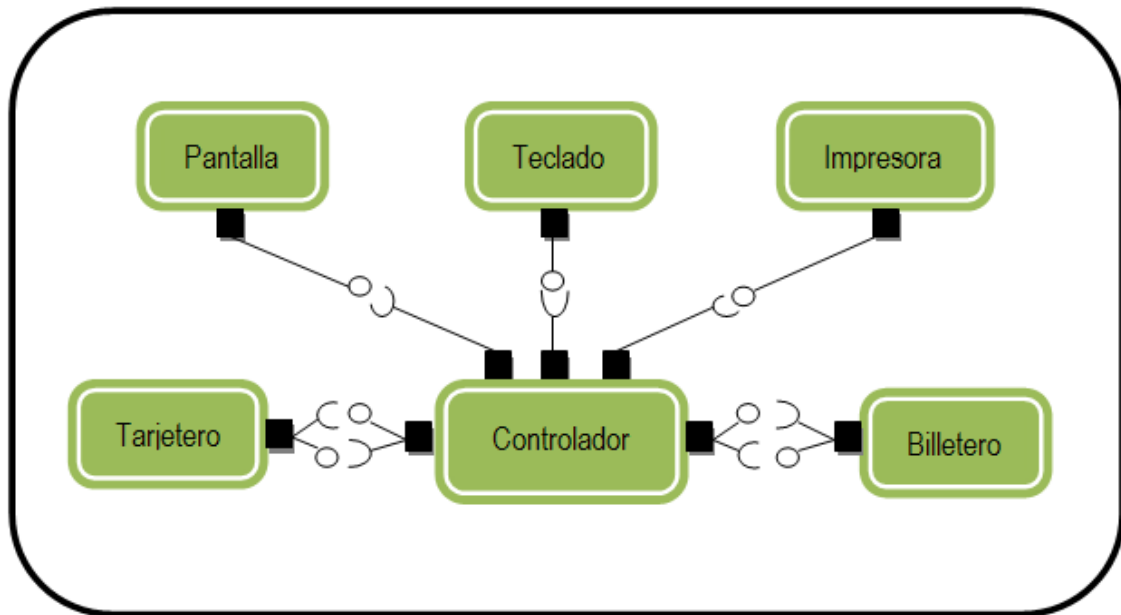 Pantalla
Teclado
Impresora
Tarjetero
Controlador
Billetero